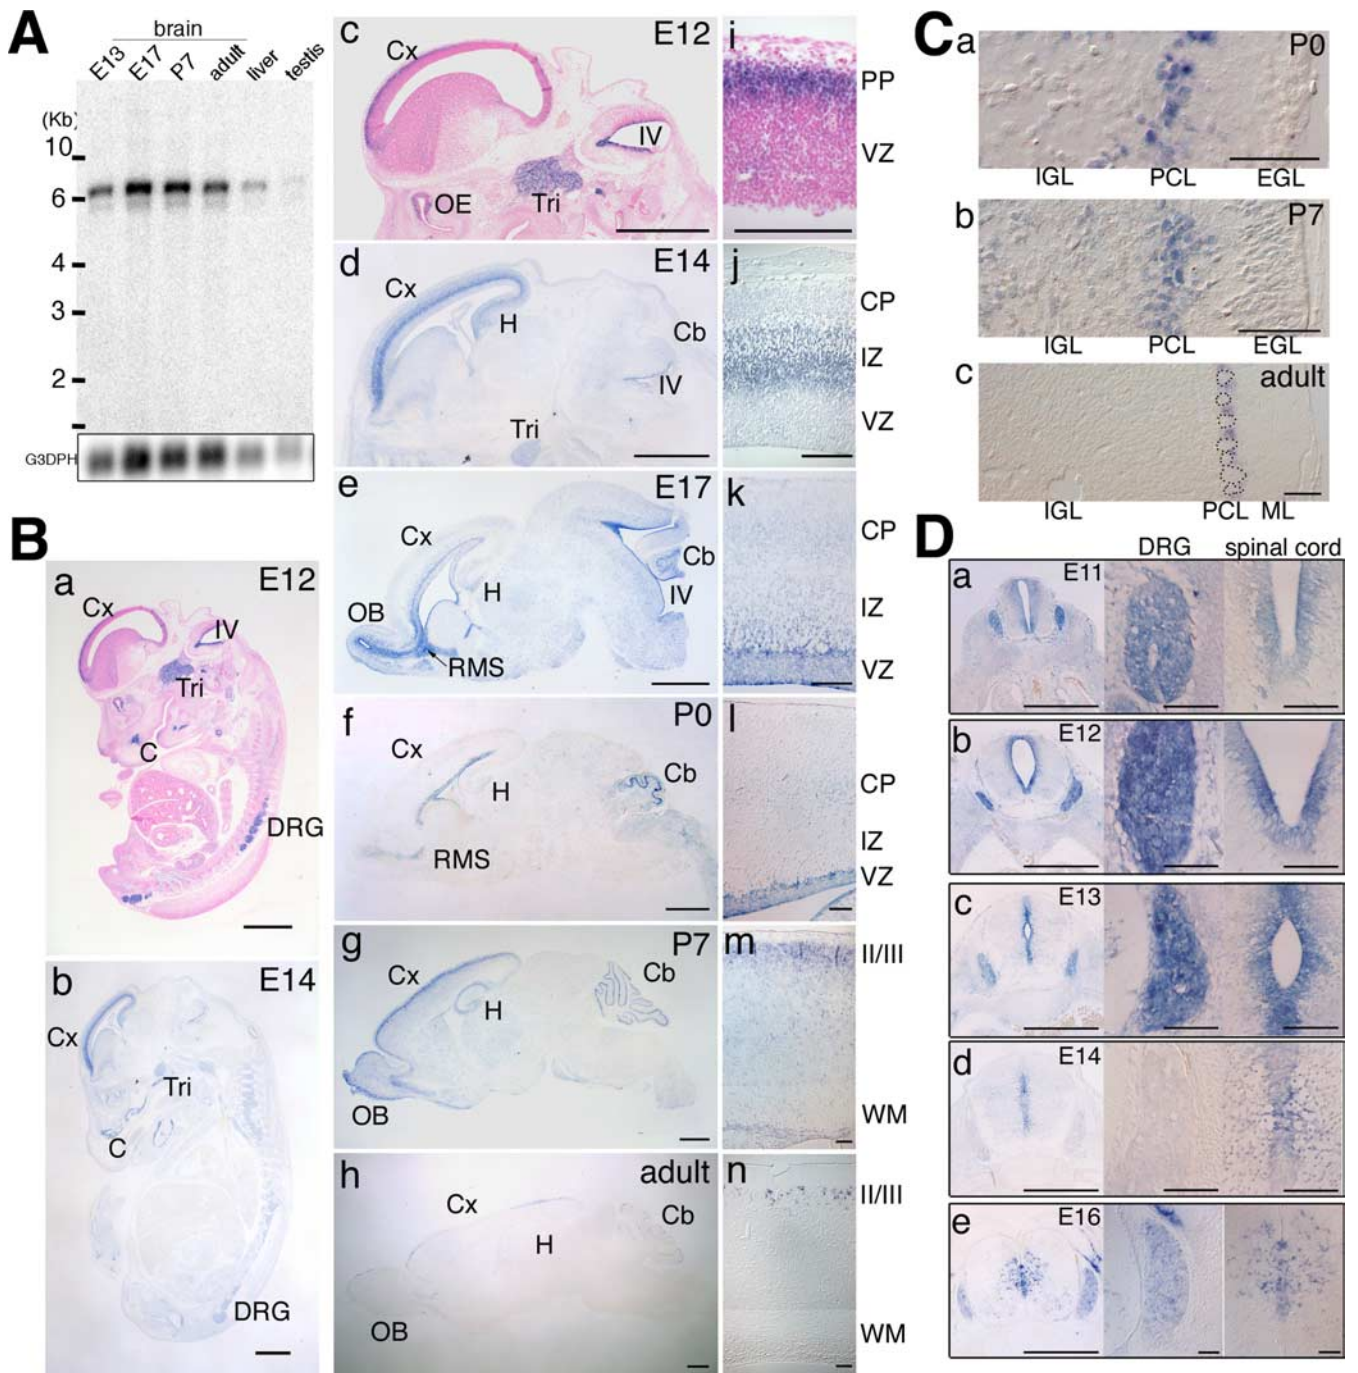 A
brain
E13 E17 P7 adult liver testis
(Kb)
10
6
4
3
2
G3DPH
B
a E12
Cx
IV
Tri
C
DRG
b E14
Cx
Tri
C
DRG
c E12
Cx
IV
OE
Tri
d E14
Cx
H
Cb
IV
Tri
e E17
Cx
Cb
H
OB
IV
RMS
f P0
Cx
Cb
H
RMS
g P7
Cx
Cb
H
OB
h adult
Cx
Cb
H
OB
i
PP
VZ
j
CP
IZ
VZ
k
CP
IZ
VZ
l
CP
IZ
VZ
m
II/III
WM
n
II/III
WM
C
a P0
IGL PCL EGL
b P7
IGL PCL EGL
c adult
IGL PCL ML
D
DRG spinal cord
a E11
b E12
c E13
d E14
e E16